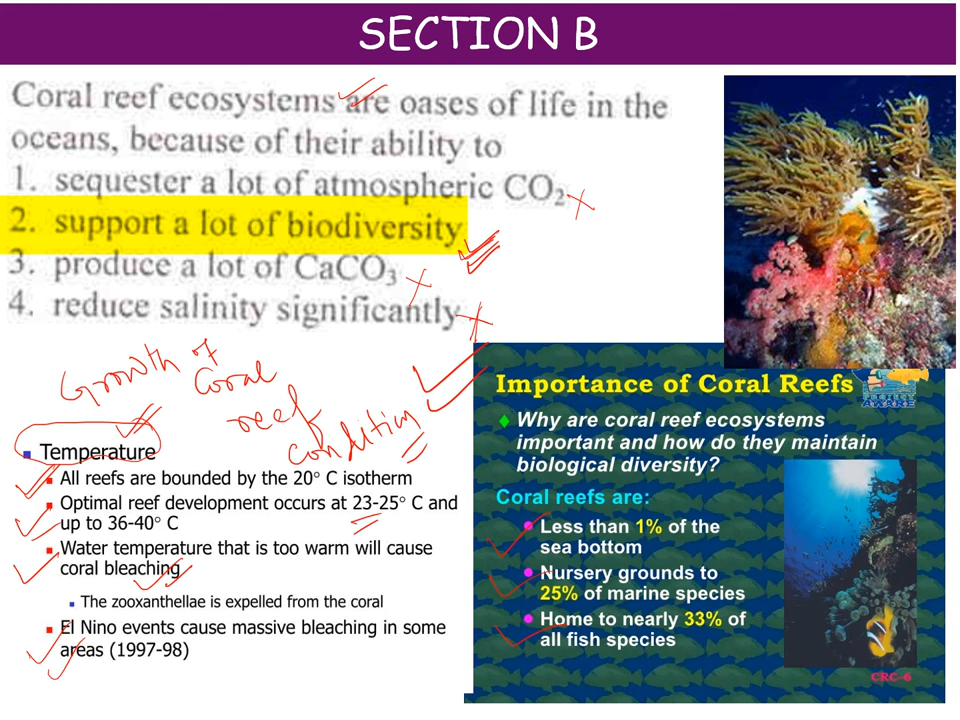 SECTION B
Coral reef ecosystems are oases of life in the
oceans, because of their ability to
1. sequester a lot of atmospheric CO₂
2. support a lot of biodiversity
3. produce a lot of CaCO₃
4. reduce salinity significantly
Growth of
Coral
reef
condition
Temperature
All reefs are bounded by the 20° C isotherm
Optimal reef development occurs at 23-25° C and
up to 36-40° C
Water temperature that is too warm will cause
coral bleaching
The zooxanthellae is expelled from the coral
El Nino events cause massive bleaching in some
areas (1997-98)
Importance of Coral Reefs
PROJECT
AWARE
Why are coral reef ecosystems
important and how do they maintain
biological diversity?
Coral reefs are:
Less than 1% of the
sea bottom
Nursery grounds to
25% of marine species
Home to nearly 33% of
all fish species
CRC-6